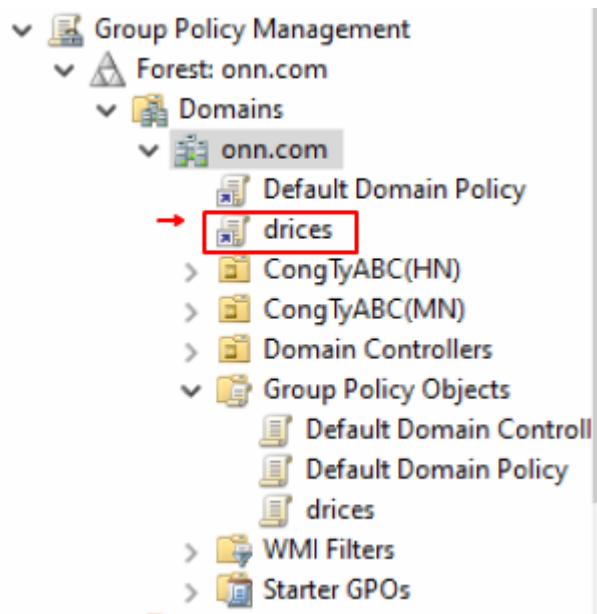 Group Policy Management
Forest: onn.com
Domains
onn.com
Default Domain Policy
drices
CongTyABC(HN)
CongTyABC(MN)
Domain Controllers
Group Policy Objects
Default Domain Controll
Default Domain Policy
drices
WMI Filters
Starter GPOs